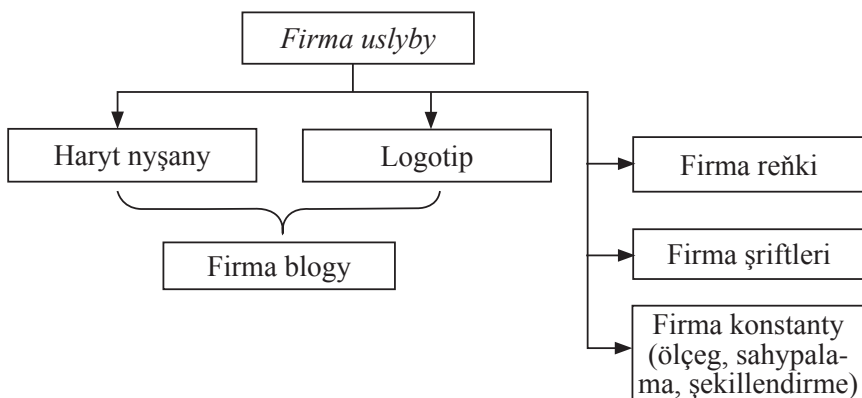 Firma uslyby
Haryt nyşany
Logotip
Firma blogy
Firma reňki
Firma şriftleri
Firma konstanty
(ölçeg, sahypala-
ma, şekillendirme)